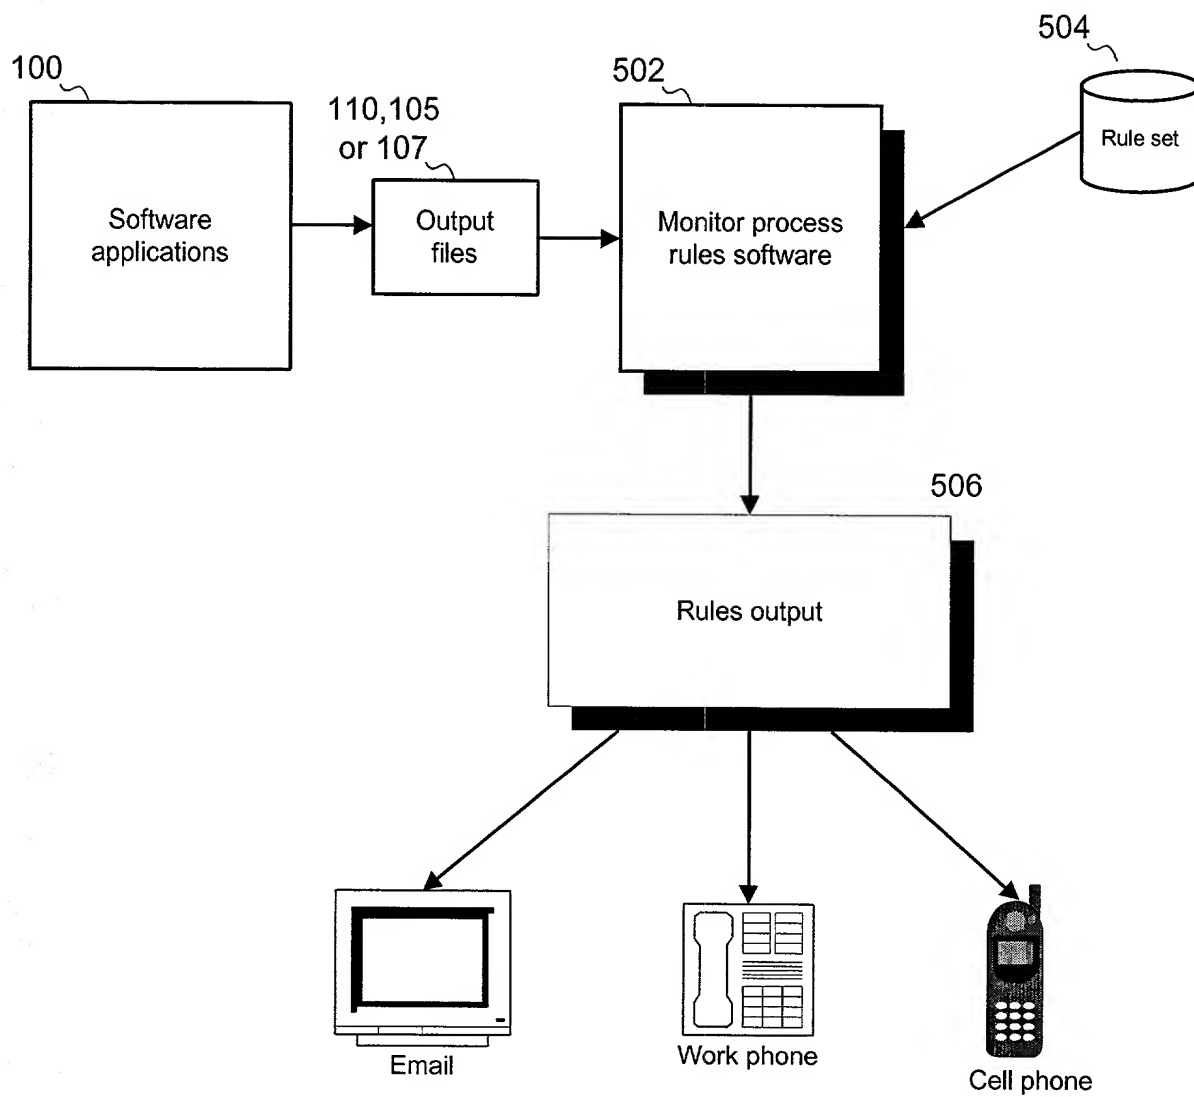 504
100
502
110,105
or 107
Rule set
Software
applications
Output
files
Monitor process
rules software
506
Rules output
Email
Work phone
Cell phone